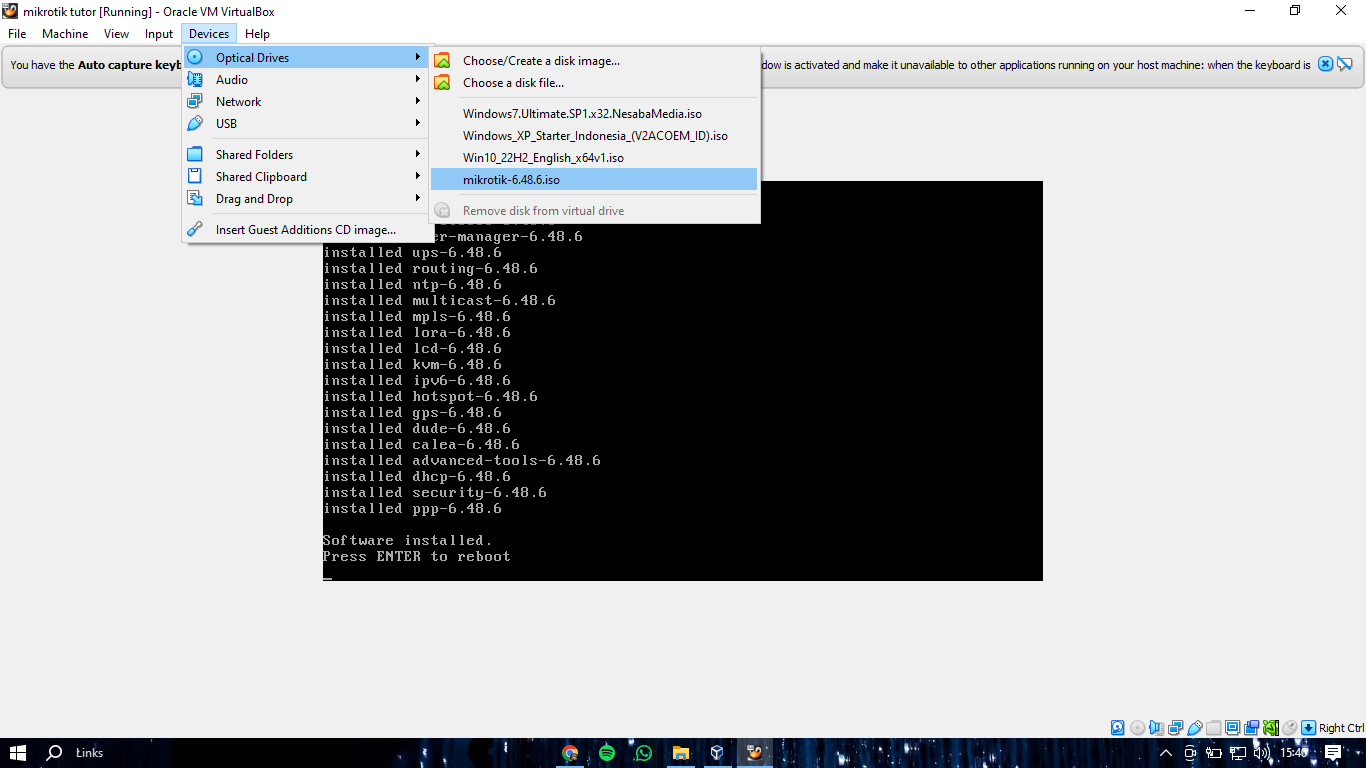 mikrotik tutor [Running] - Oracle VM VirtualBox
File Machine View Input Devices Help
You have the Auto capture keyb
dow is activated and make it unavailable to other applications running on your host machine: when the keyboard is
Optical Drives
Audio
Network
USB
Shared Folders
Shared Clipboard
Drag and Drop
Insert Guest Additions CD image...
Choose/Create a disk image...
Choose a disk file...
Windows7.Ultimate.SP1.x32.NesabaMedia.iso
Windows_XP_Starter_Indonesia_(V2ACOEM_ID).iso
Win10_22H2_English_x64v1.iso
mikrotik-6.48.6.iso
Remove disk from virtual drive
er-manager-6.48.6
installed ups-6.48.6
installed routing-6.48.6
installed ntp-6.48.6
installed multicast-6.48.6
installed mpls-6.48.6
installed lora-6.48.6
installed lcd-6.48.6
installed kvm-6.48.6
installed ipv6-6.48.6
installed hotspot-6.48.6
installed gps-6.48.6
installed dude-6.48.6
installed calea-6.48.6
installed advanced-tools-6.48.6
installed dhcp-6.48.6
installed security-6.48.6
installed ppp-6.48.6
Software installed.
Press ENTER to reboot
Right Ctrl
Links
15:40